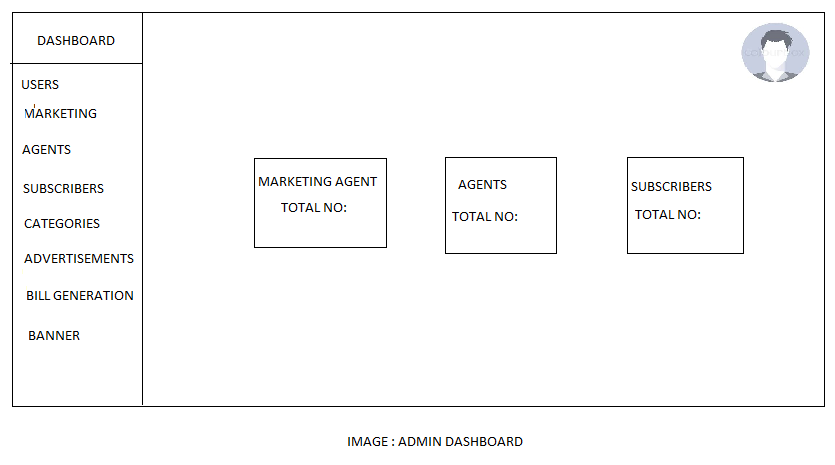 DASHBOARD
USERS
MARKETING
AGENTS
SUBSCRIBERS
CATEGORIES
ADVERTISEMENTS
BILL GENERATION
BANNER
MARKETING AGENT
TOTAL NO:
AGENTS
TOTAL NO:
SUBSCRIBERS
TOTAL NO:
IMAGE : ADMIN DASHBOARD